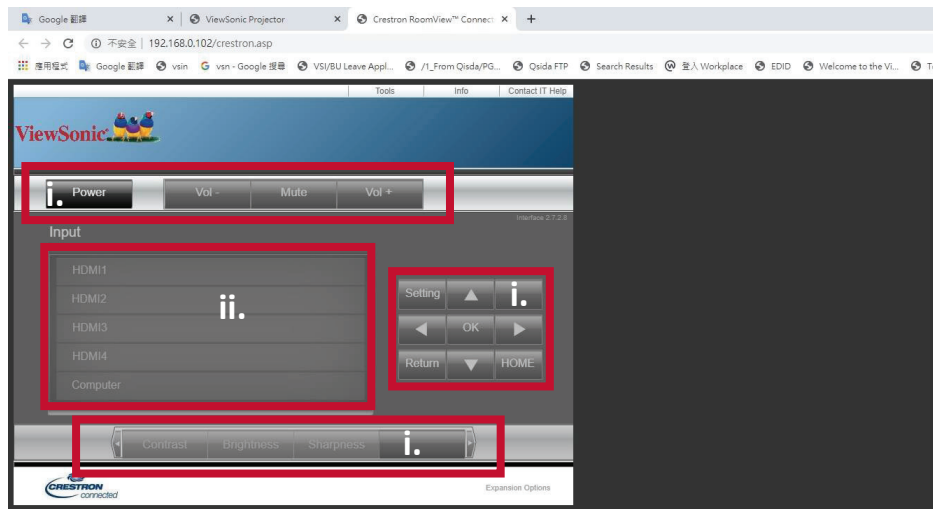 Google 翻譯 ViewSonic Projector Crestron RoomView™ Connect
不安全 | 192.168.0.102/crestron.asp
應用程式 Google 翻譯 vsin vsn - Google 搜尋 VSI/BU Leave Appl... /1_From Qisda/PG... Qsida FTP Search Results 登入 Workplace EDID Welcome to the Vi...
Tools Info Contact IT Help
ViewSonic
i. Power Vol - Mute Vol +
Interface 2.7.2.8
Input
HDMI1
HDMI2
HDMI3
HDMI4
Computer
ii.
Setting i.
OK
Return HOME
Contrast Brightness Sharpness i.
CRESTRON
connected
Expansion Options